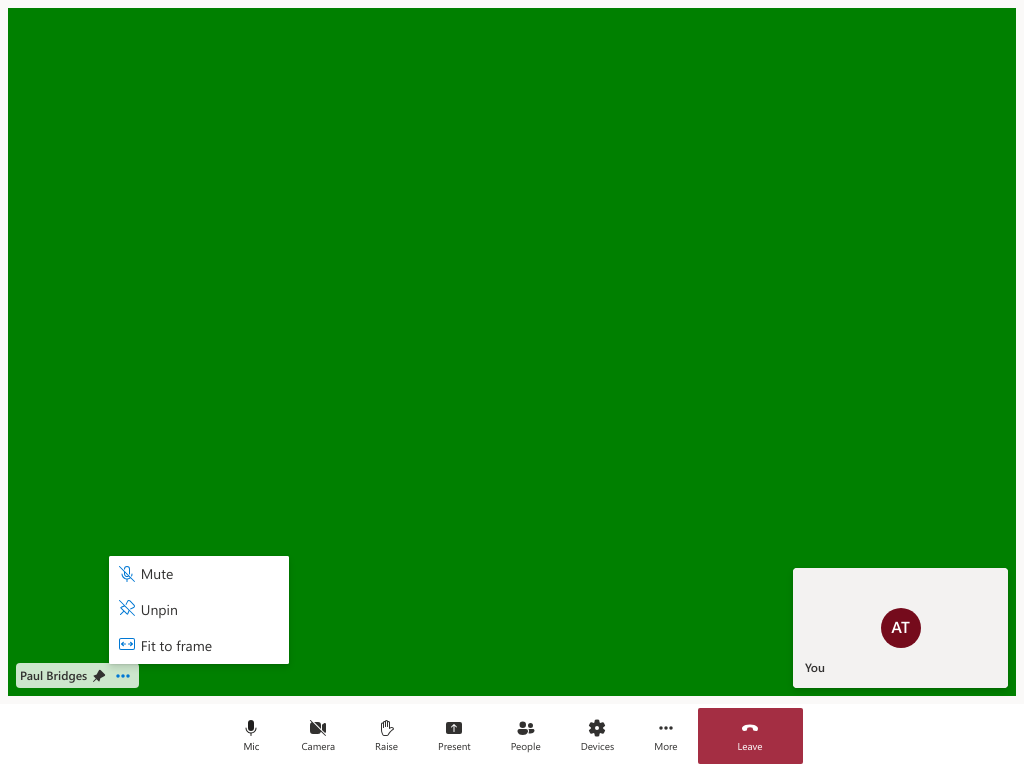 Mute
Unpin
Fit to frame
Paul Bridges
AT
You
Mic
Camera
Raise
Present
People
Devices
More
Leave